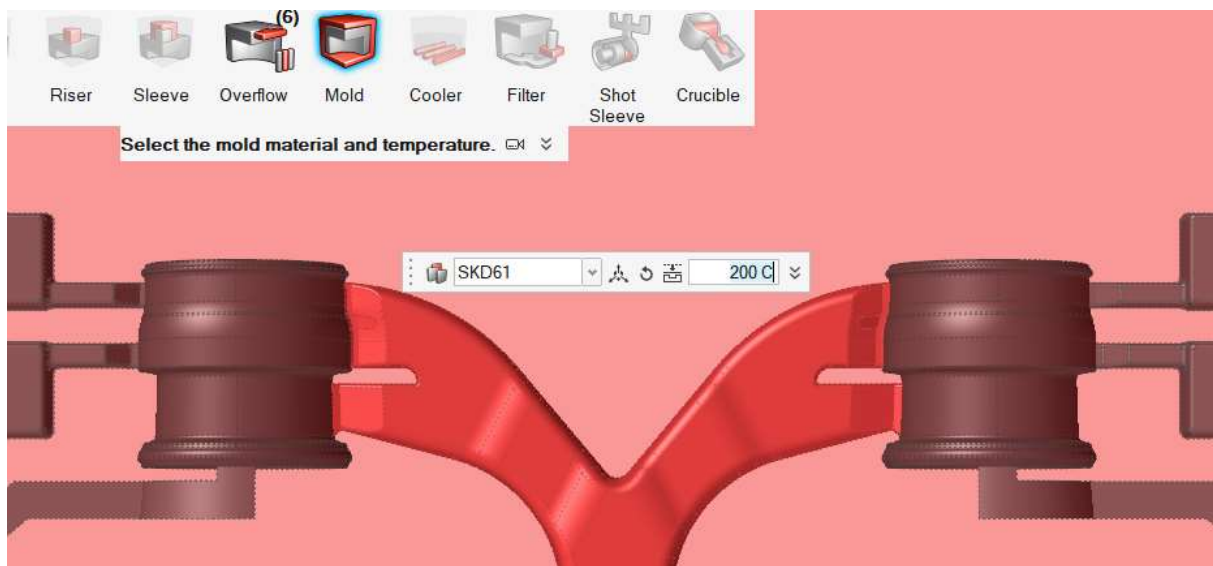 (6)
Riser Sleeve Overflow Mold Cooler Filter Shot Sleeve Crucible
Select the mold material and temperature.
SKD61 200 C